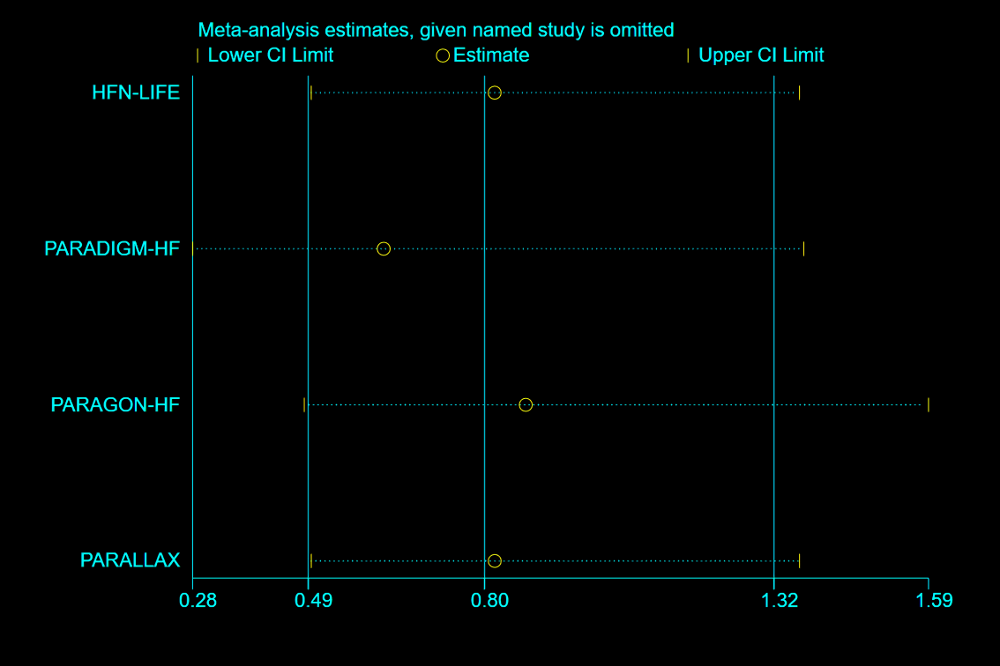 Meta-analysis estimates, given named study is omitted
Lower CI Limit Estimate Upper CI Limit
HFN-LIFE
PARADIGM-HF
PARAGON-HF
PARALLAX
0.28 0.49 0.80 1.32 1.59